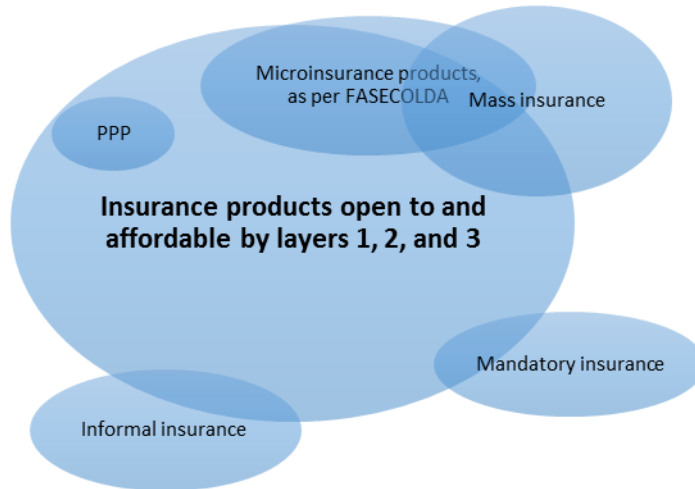 Microinsurance products,
as per FASECOLDA
Mass insurance
PPP
Insurance products open to and
affordable by layers 1, 2, and 3
Mandatory insurance
Informal insurance